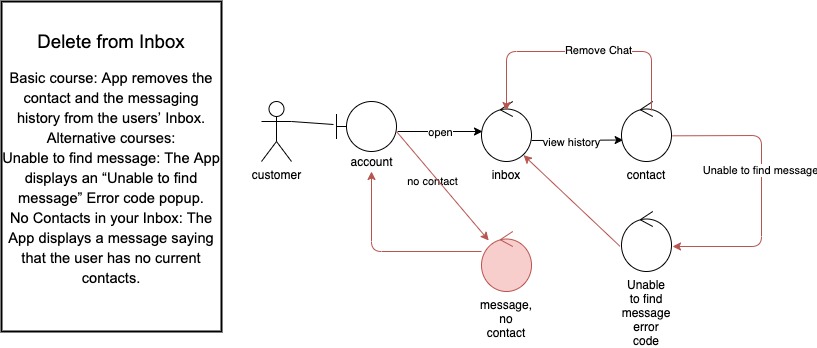 Delete from Inbox
Basic course: App removes the
contact and the messaging
history from the users’ Inbox.
Alternative courses:
Unable to find message: The App
displays an “Unable to find
message” Error code popup.
No Contacts in your Inbox: The
App displays a message saying
that the user has no current
contacts.
Remove Chat
open
view history
customer
account
inbox
contact
no contact
Unable to find message
message,
no
contact
Unable
to find
message
error
code